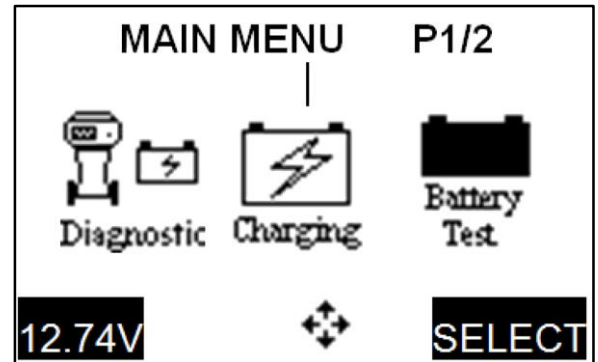 MAIN MENU P1/2
Diagnostic Charging Battery
Test
12.74V SELECT